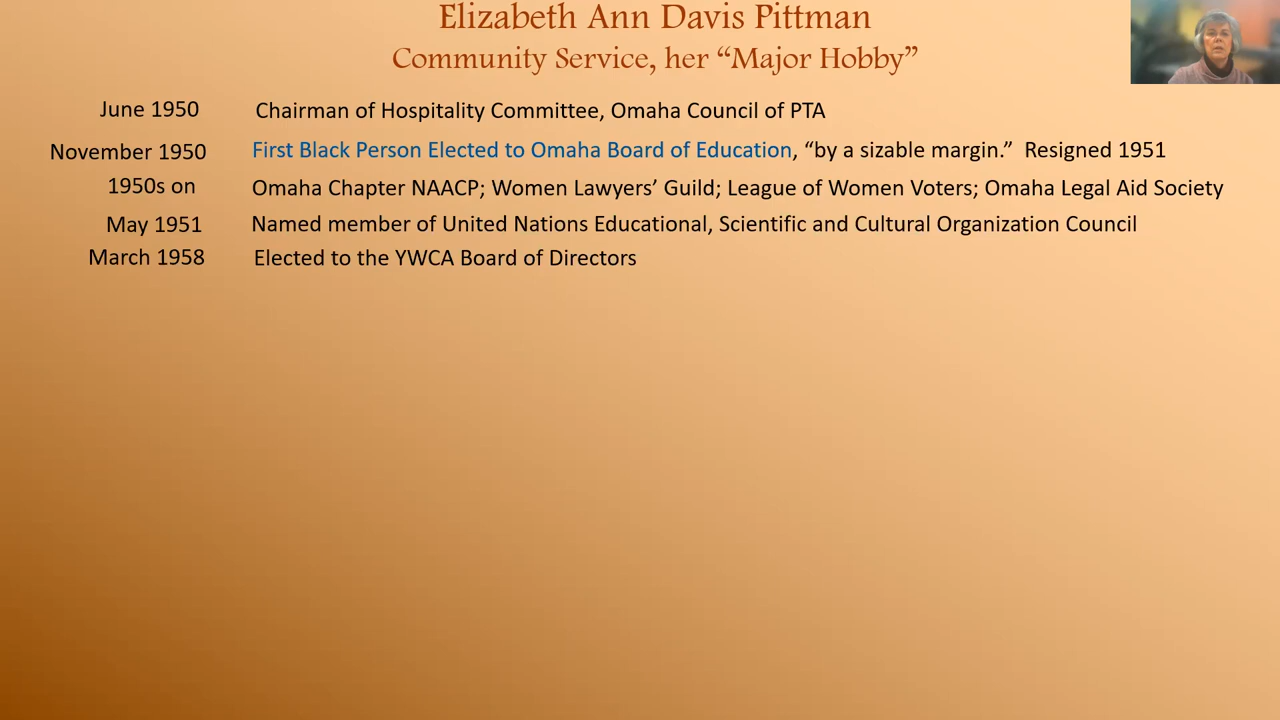 Elizabeth Ann Davis Pittman
Community Service, her “Major Hobby”
June 1950 Chairman of Hospitality Committee, Omaha Council of PTA
November 1950 First Black Person Elected to Omaha Board of Education, “by a sizable margin.” Resigned 1951
1950s on Omaha Chapter NAACP; Women Lawyers’ Guild; League of Women Voters; Omaha Legal Aid Society
May 1951 Named member of United Nations Educational, Scientific and Cultural Organization Council
March 1958 Elected to the YWCA Board of Directors